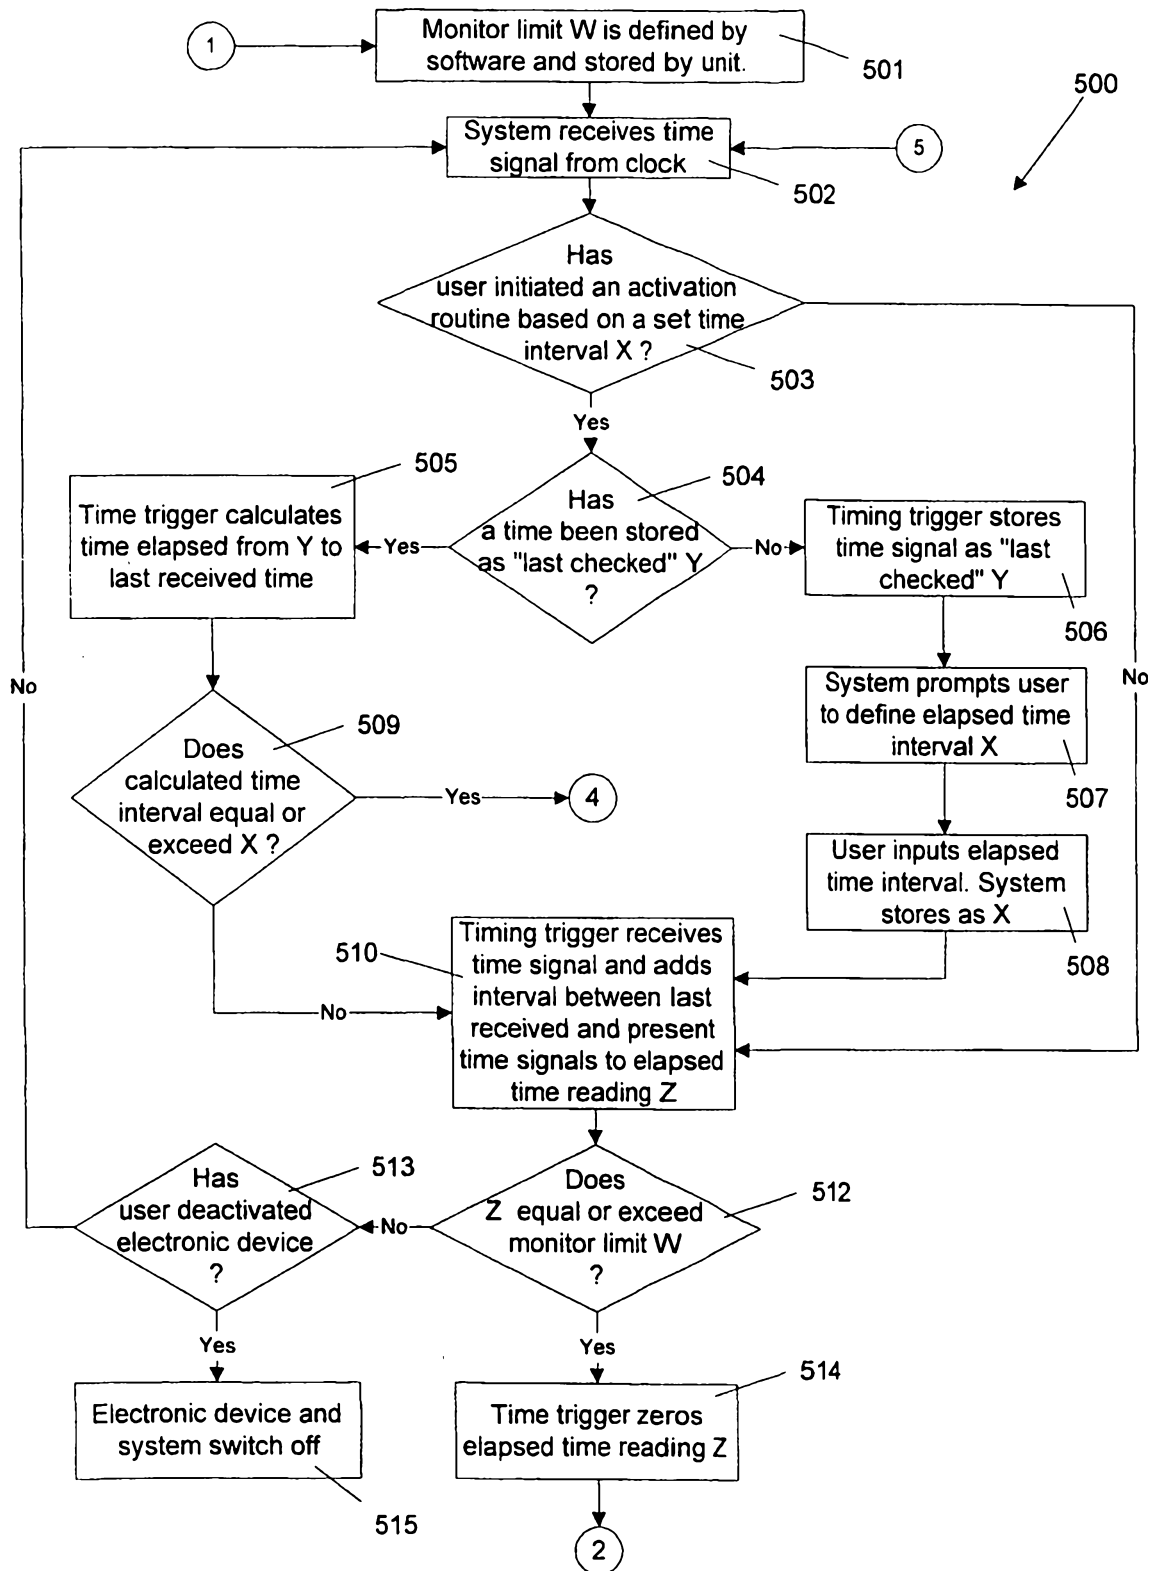 1
Monitor limit W is defined by
software and stored by unit.
501
500
System receives time
signal from clock
5
502
Has
user initiated an activation
routine based on a set time
interval X ?
503
Yes
505
504
Time trigger calculates
time elapsed from Y to
last received time
Yes
Has
a time been stored
as "last checked" Y
?
No
Timing trigger stores
time signal as "last
checked" Y
506
No
No
System prompts user
to define elapsed time
interval X
507
509
Does
calculated time
interval equal or
exceed X ?
Yes
4
User inputs elapsed
time interval. System
stores as X
508
510
Timing trigger receives
time signal and adds
interval between last
received and present
time signals to elapsed
time reading Z
No
513
Has
user deactivated
electronic device
?
No
Does
Z equal or exceed
monitor limit W
?
512
Yes
Yes
514
Electronic device and
system switch off
515
Time trigger zeros
elapsed time reading Z
2